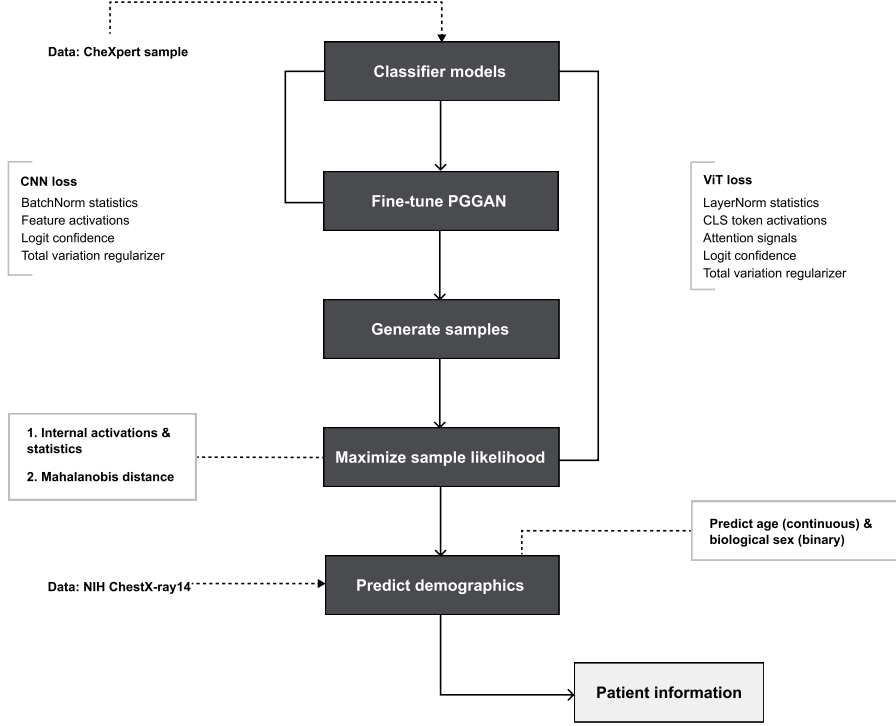 Data: CheXpert sample
Classifier models
CNN loss
BatchNorm statistics
Feature activations
Logit confidence
Total variation regularizer
Fine-tune PGGAN
ViT loss
LayerNorm statistics
CLS token activations
Attention signals
Logit confidence
Total variation regularizer
Generate samples
1. Internal activations &
statistics
2. Mahalanobis distance
Maximize sample likelihood
Predict age (continuous) &
biological sex (binary)
Data: NIH ChestX-ray14
Predict demographics
Patient information